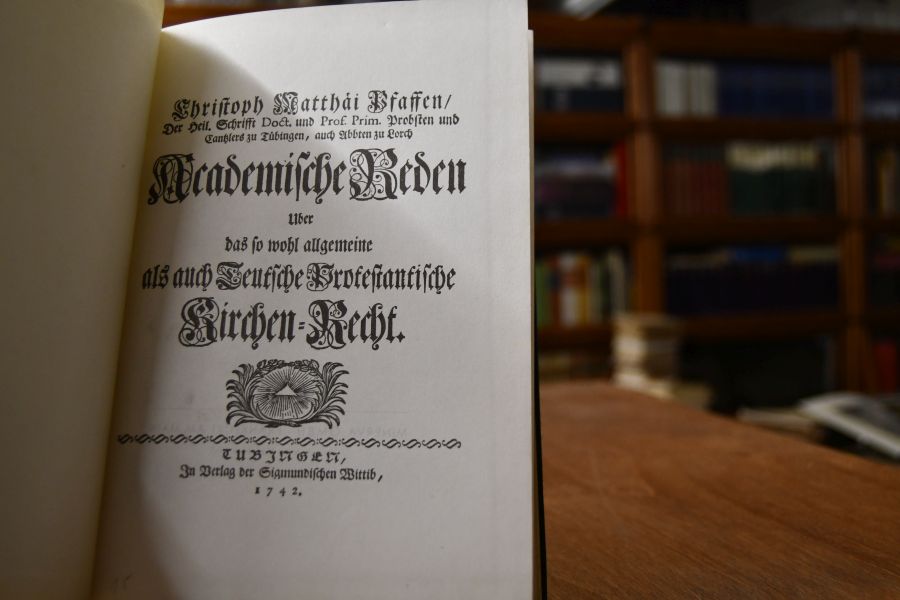 Christoph Matthäi Pfaffen/
Der Heil. Schrifft Doct. und Prof. Prim. Probsten und
Cantzlers zu Tübingen, auch Abbten zu Lorch
Academische Reden
Uber
das so wohl allgemeine
als auch Teutsche Protestantische
Kirchen-Recht.
TUBINGEN,
In Verlag der Sigmundischen Wittib,
1742.